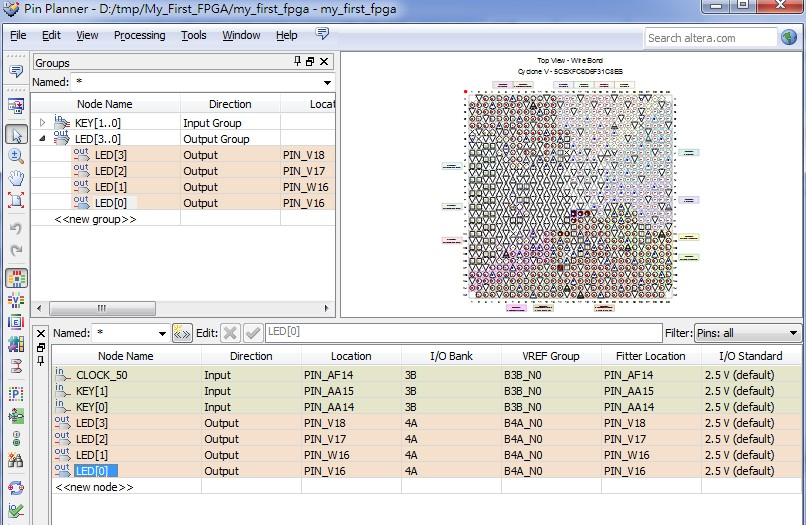 Pin Planner - D:/tmp/My_First_FPGA/my_first_fpga - my_first_fpga
File Edit View Processing Tools Window Search altera.com
Groups
Named: *
Node Name Direction Locat
KEY[1..0] Input Group
LED[3..0] Output Group
LED[3] Output PIN_V18
LED[2] Output PIN_V17
LED[1] Output PIN_W16
LED[0] Output PIN_V16
<<new group>>
Top View - Wire Bond
Cyclone V - 5CSXFC6D6F31C8ES
Named: * Edit: LED[0] Filter: Pins: all
Node Name Direction Location I/O Bank VREF Group Fitter Location I/O Standard
CLOCK_50 Input PIN_AF14 3B B3B_N0 PIN_AF14 2.5 V (default)
KEY[1] Input PIN_AA15 3B B3B_N0 PIN_AA15 2.5 V (default)
KEY[0] Input PIN_AA14 3B B3B_N0 PIN_AA14 2.5 V (default)
LED[3] Output PIN_V18 4A B4A_N0 PIN_V18 2.5 V (default)
LED[2] Output PIN_V17 4A B4A_N0 PIN_V17 2.5 V (default)
LED[1] Output PIN_W16 4A B4A_N0 PIN_W16 2.5 V (default)
LED[0] Output PIN_V16 4A B4A_N0 PIN_V16 2.5 V (default)
<<new node>>